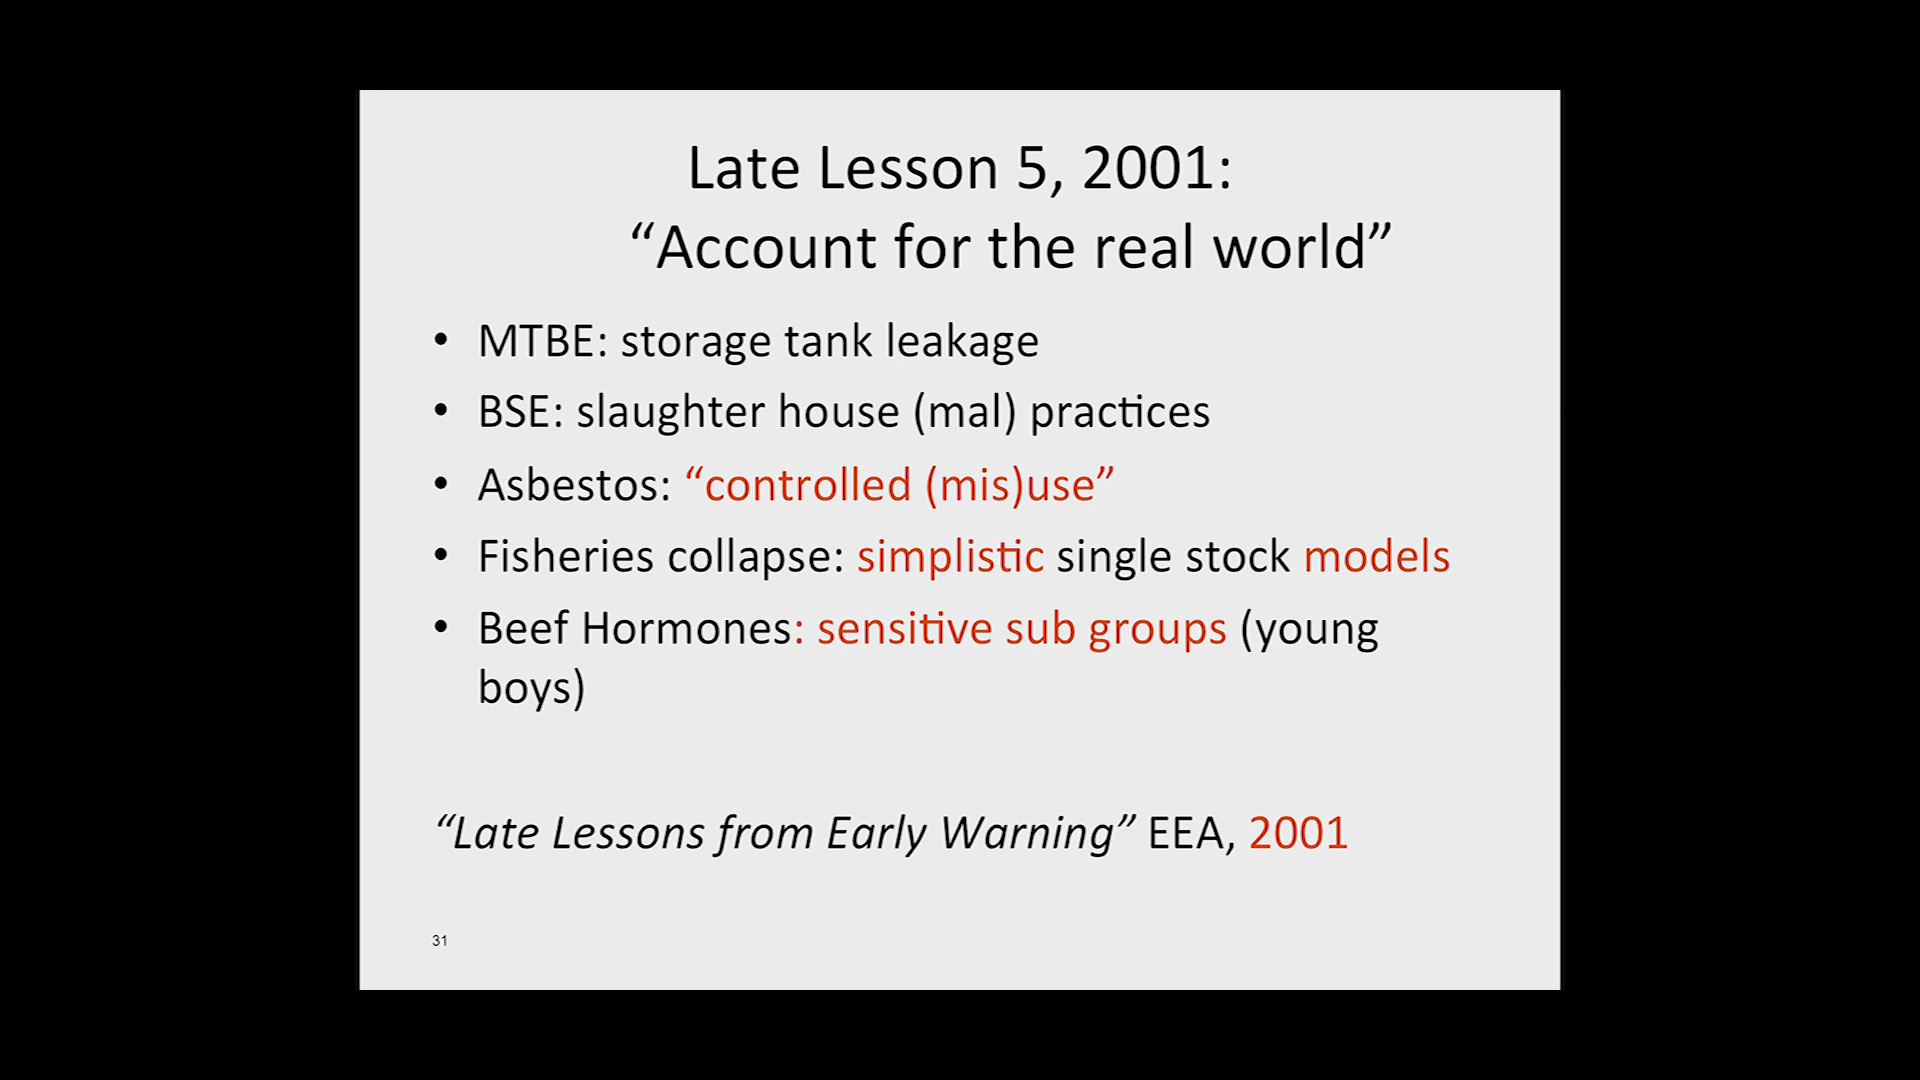 Late Lesson 5, 2001:
“Account for the real world”
• MTBE: storage tank leakage
• BSE: slaughter house (mal) practices
• Asbestos: “controlled (mis)use”
• Fisheries collapse: simplistic single stock models
• Beef Hormones: sensitive sub groups (young
boys)
“Late Lessons from Early Warning” EEA, 2001
31